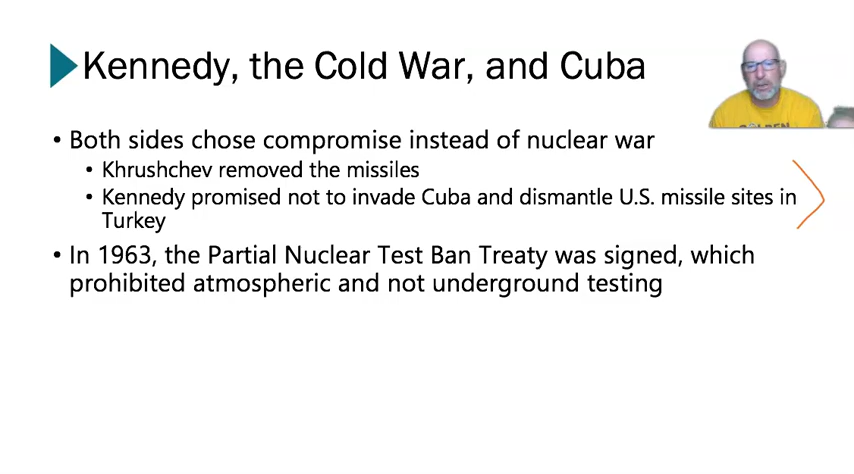 Kennedy, the Cold War, and Cuba
• Both sides chose compromise instead of nuclear war
• Khrushchev removed the missiles
• Kennedy promised not to invade Cuba and dismantle U.S. missile sites in
Turkey
• In 1963, the Partial Nuclear Test Ban Treaty was signed, which
prohibited atmospheric and not underground testing